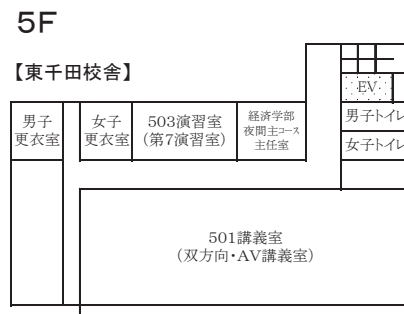 5F
【東千田校舎】
EV
男子
更衣室
女子
更衣室
503演習室
(第7演習室)
経済学部
夜間主コース
主任室
男子トイレ
女子トイレ
501講義室
(双方向・AV講義室)